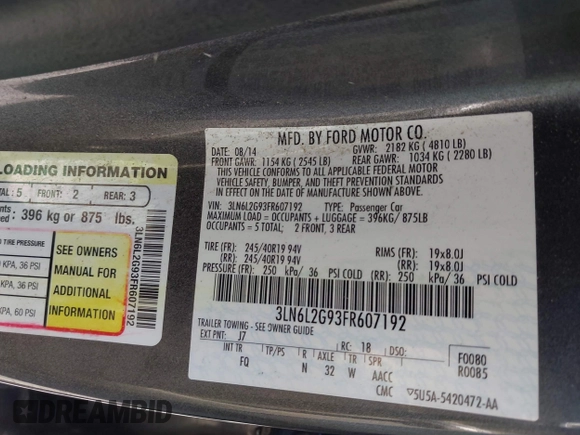 MFD. BY FORD MOTOR CO.
DATE: 08/14 GVWR: 2182 KG ( 4810 LB)
FRONT GAWR: 1154 KG ( 2545 LB) REAR GAWR: 1034 KG ( 2280 LB)
THIS VEHICLE CONFORMS TO ALL APPLICABLE FEDERAL MOTOR
VEHICLE SAFETY, BUMPER, AND THEFT PREVENTION STANDARDS
IN EFFECT ON THE DATE OF MANUFACTURE SHOWN ABOVE.
VIN: 3LN6L2G93FR607192 TYPE: Passenger Car
MAXIMUM LOAD = OCCUPANTS + LUGGAGE = 396KG/ 875LB
OCCUPANTS = 5 TOTAL; 2 FRONT, 3 REAR
TIRE (FR): 245/40R19 94V RIMS (FR): 19x8.0J
(RR): 245/40R19 94V (RR): 19x8.0J
PRESSURE (FR): 250 kPa/ 36 PSI COLD (RR): 250 kPa/ 36 PSI COLD
3LN6L2G93FR607192
TRAILER TOWING - SEE OWNER GUIDE
EXT PNT: J7 RC: 18 DSO:
INT TR TP/PS R AXLE TR SPR F0080
FQ N 32 W AACC R0085
CMC 5U5A-5420472-AA
LOADING INFORMATION
TOTAL: 5 FRONT: 2 REAR: 3
396 kg or 875 lbs.
TIRE PRESSURE
KPA, 36 PSI
KPA, 36 PSI
KPA, 60 PSI
SEE OWNERS
MANUAL FOR
ADDITIONAL
INFORMATION
3LN6L2G93FR607192
DREAMBID